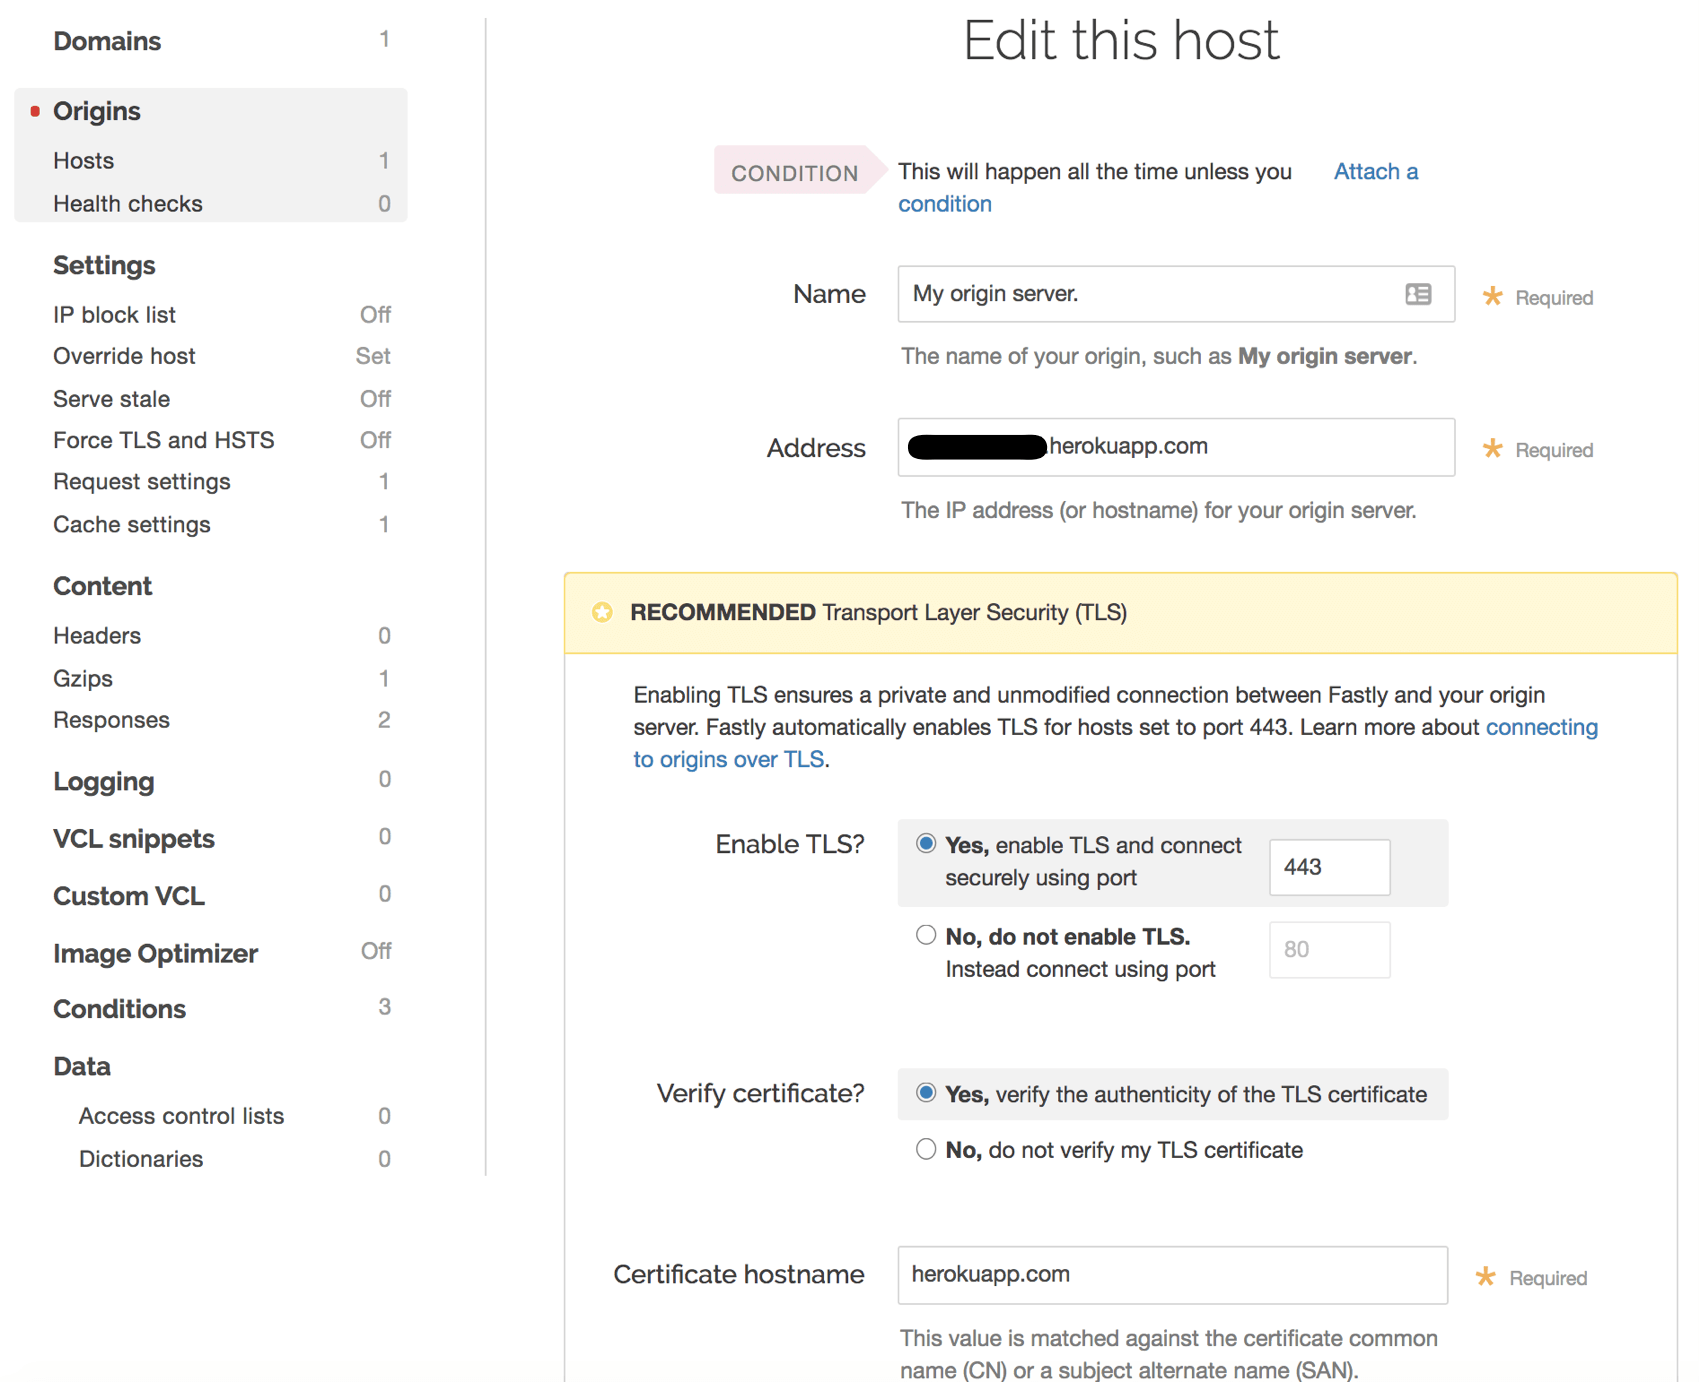 Domains 1
Origins
Hosts 1
Health checks 0
Settings
IP block list Off
Override host Set
Serve stale Off
Force TLS and HSTS Off
Request settings 1
Cache settings 1
Content
Headers 0
Gzips 1
Responses 2
Logging 0
VCL snippets 0
Custom VCL 0
Image Optimizer Off
Conditions 3
Data
Access control lists 0
Dictionaries 0
Edit this host
CONDITION This will happen all the time unless you Attach a
condition
Name My origin server. * Required
The name of your origin, such as My origin server.
Address .herokuapp.com * Required
The IP address (or hostname) for your origin server.
RECOMMENDED Transport Layer Security (TLS)
Enabling TLS ensures a private and unmodified connection between Fastly and your origin
server. Fastly automatically enables TLS for hosts set to port 443. Learn more about connecting
to origins over TLS.
Enable TLS? Yes, enable TLS and connect
securely using port 443
No, do not enable TLS.
Instead connect using port 80
Verify certificate? Yes, verify the authenticity of the TLS certificate
No, do not verify my TLS certificate
Certificate hostname herokuapp.com * Required
This value is matched against the certificate common
name (CN) or a subject alternate name (SAN).